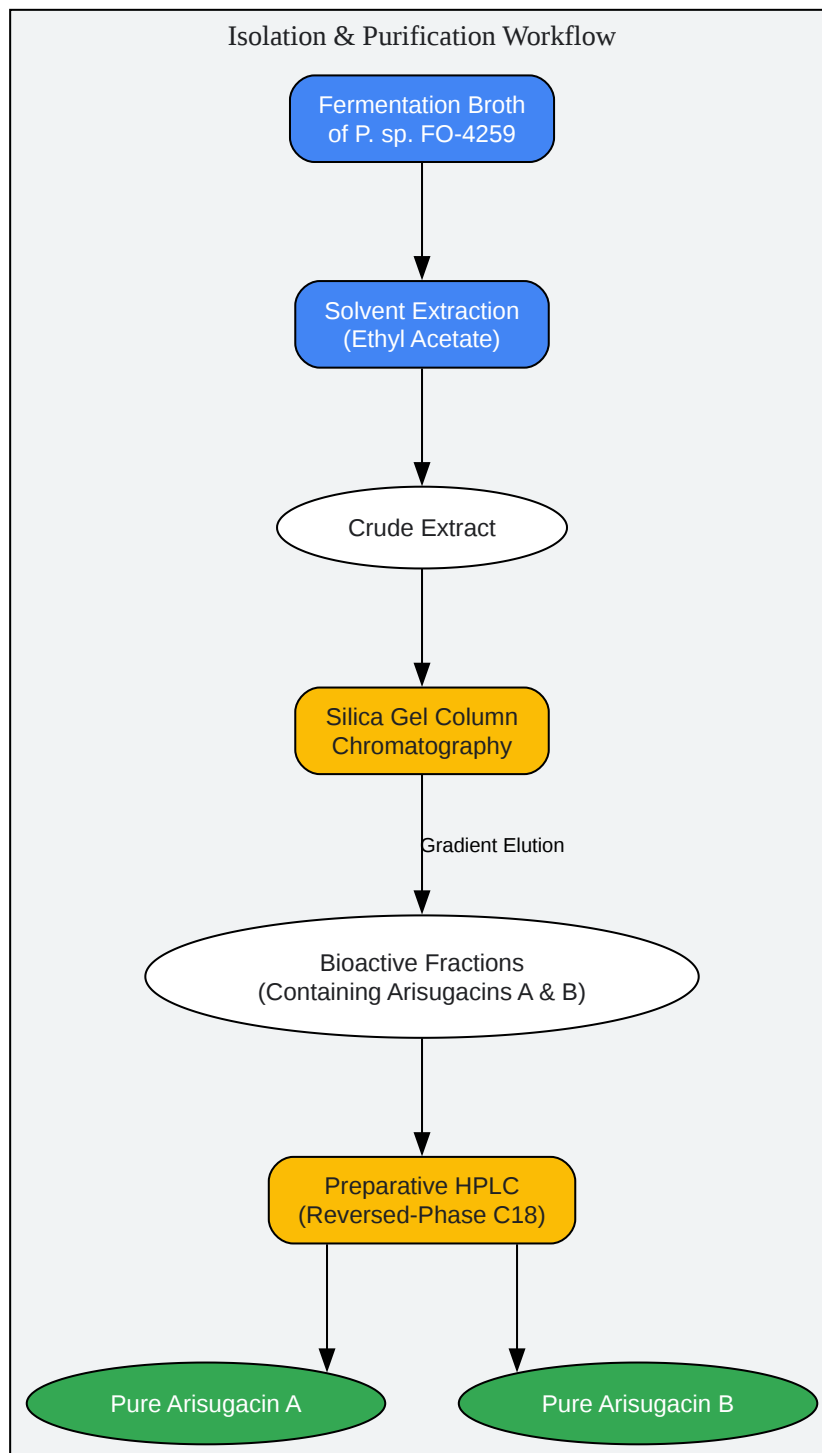 Isolation & Purification Workflow
Fermentation Broth
of P. sp. FO-4259
Solvent Extraction
(Ethyl Acetate)
Crude Extract
Silica Gel Column
Chromatography
Gradient Elution
Bioactive Fractions
(Containing Arisugacins A & B)
Preparative HPLC
(Reversed-Phase C18)
Pure Arisugacin A
Pure Arisugacin B